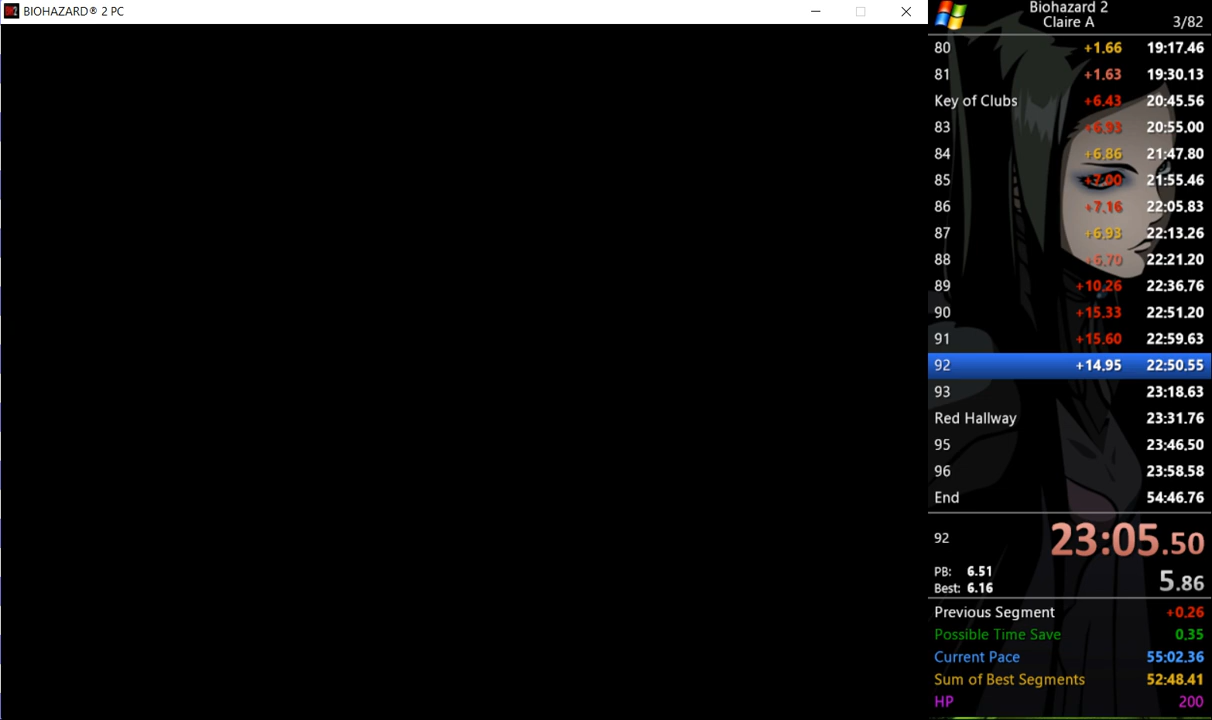 BIOHAZARD® 2 PC
Biohazard 2
Claire A 3/82
80 +1.66 19:17.46
81 +1.63 19:30.13
Key of Clubs +6.43 20:45.56
83 +6.93 20:55.00
84 +6.86 21:47.80
85 +7.00 21:55.46
86 +7.16 22:05.83
87 +6.93 22:13.26
88 +6.70 22:21.20
89 +10.26 22:36.76
90 +15.33 22:51.20
91 +15.60 22:59.63
92 +14.95 22:50.55
93 23:18.63
Red Hallway 23:31.76
95 23:46.50
96 23:58.58
End 54:46.76
92 23:05.50
PB: 6.51
Best: 6.16 5.86
Previous Segment +0.26
Possible Time Save 0.35
Current Pace 55:02.36
Sum of Best Segments 52:48.41
HP 200